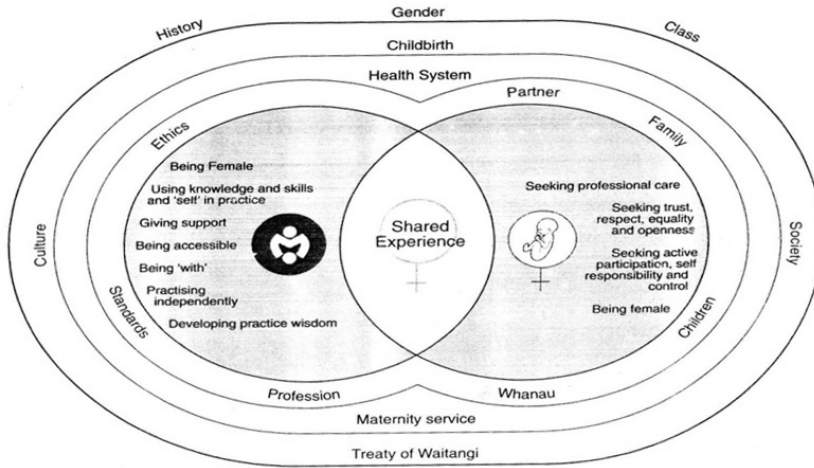 Gender
History
Class
Childbirth
Health System
Partner
Ethics
Family
Being Female
Using knowledge and skills
and 'self' in practice
Giving support
Being accessible
Being 'with'
Practising
independently
Developing practice wisdom
Shared
Experience
Seeking professional care
Seeking trust,
respect, equality
and openness
Seeking active
participation, self
responsibility and
control
Being female
Culture
Society
Standards
Children
Profession
Whanau
Maternity service
Treaty of Waitangi